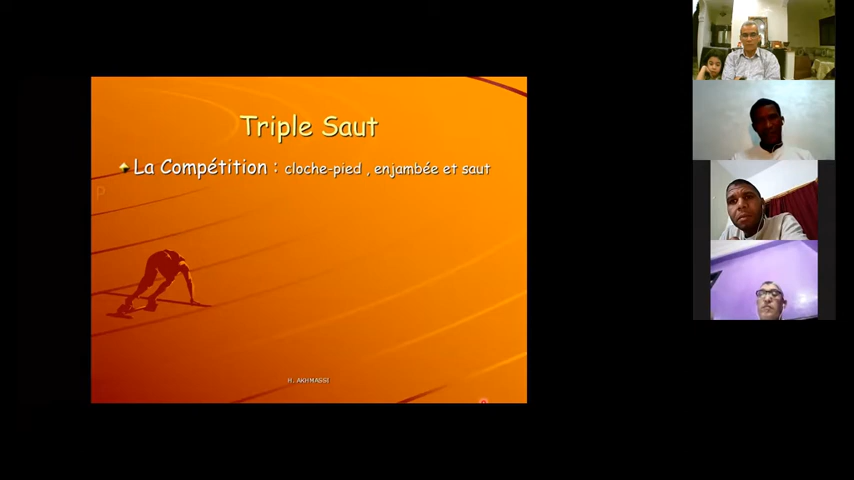 Triple Saut
La Compétition : cloche-pied , enjambée et saut
P
H. AKHMASSI